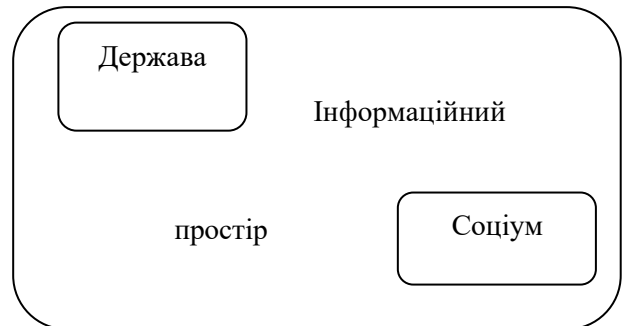 Держава
Інформаційний
простір
Соціум